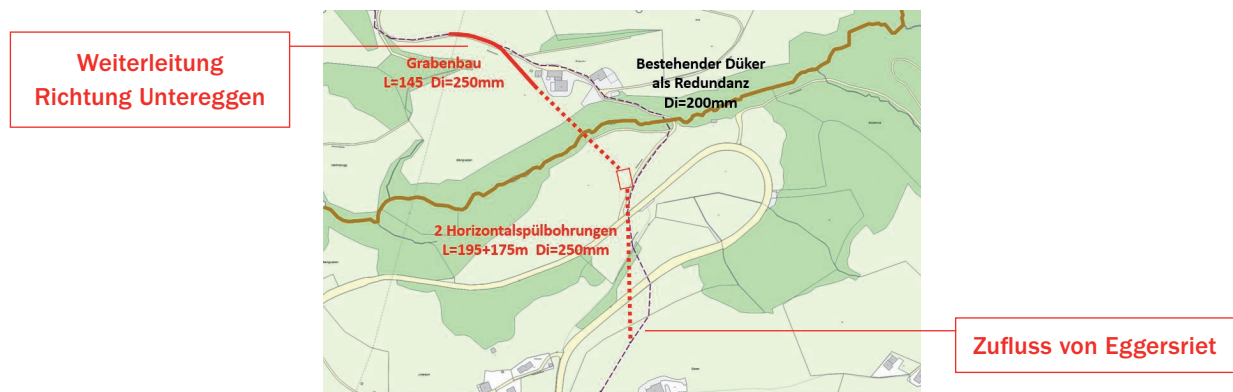 Weiterleitung
Richtung Untereggen
Grabenbau
L=145 Di=250mm
Bestehender Düker
als Redundanz
Di=200mm
2 Horizontalspülbohrungen
L=195+175m Di=250mm
Zufluss von Eggersriet